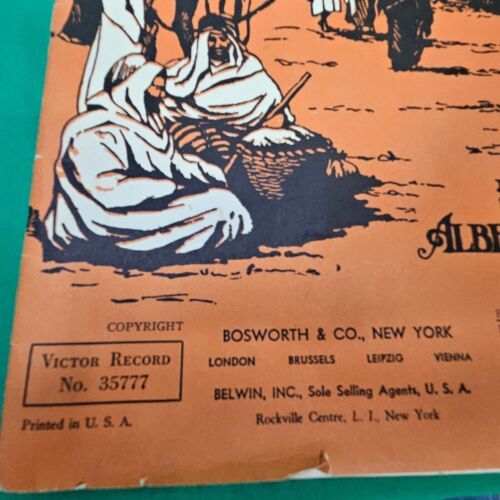 ALBE
COPYRIGHT
VICTOR RECORD
No. 35777
Printed in U. S. A.
BOSWORTH & CO., NEW YORK
LONDON BRUSSELS LEIPZIG VIENNA
BELWIN, INC., Sole Selling Agents, U. S. A.
Rockville Centre, L. I., New York